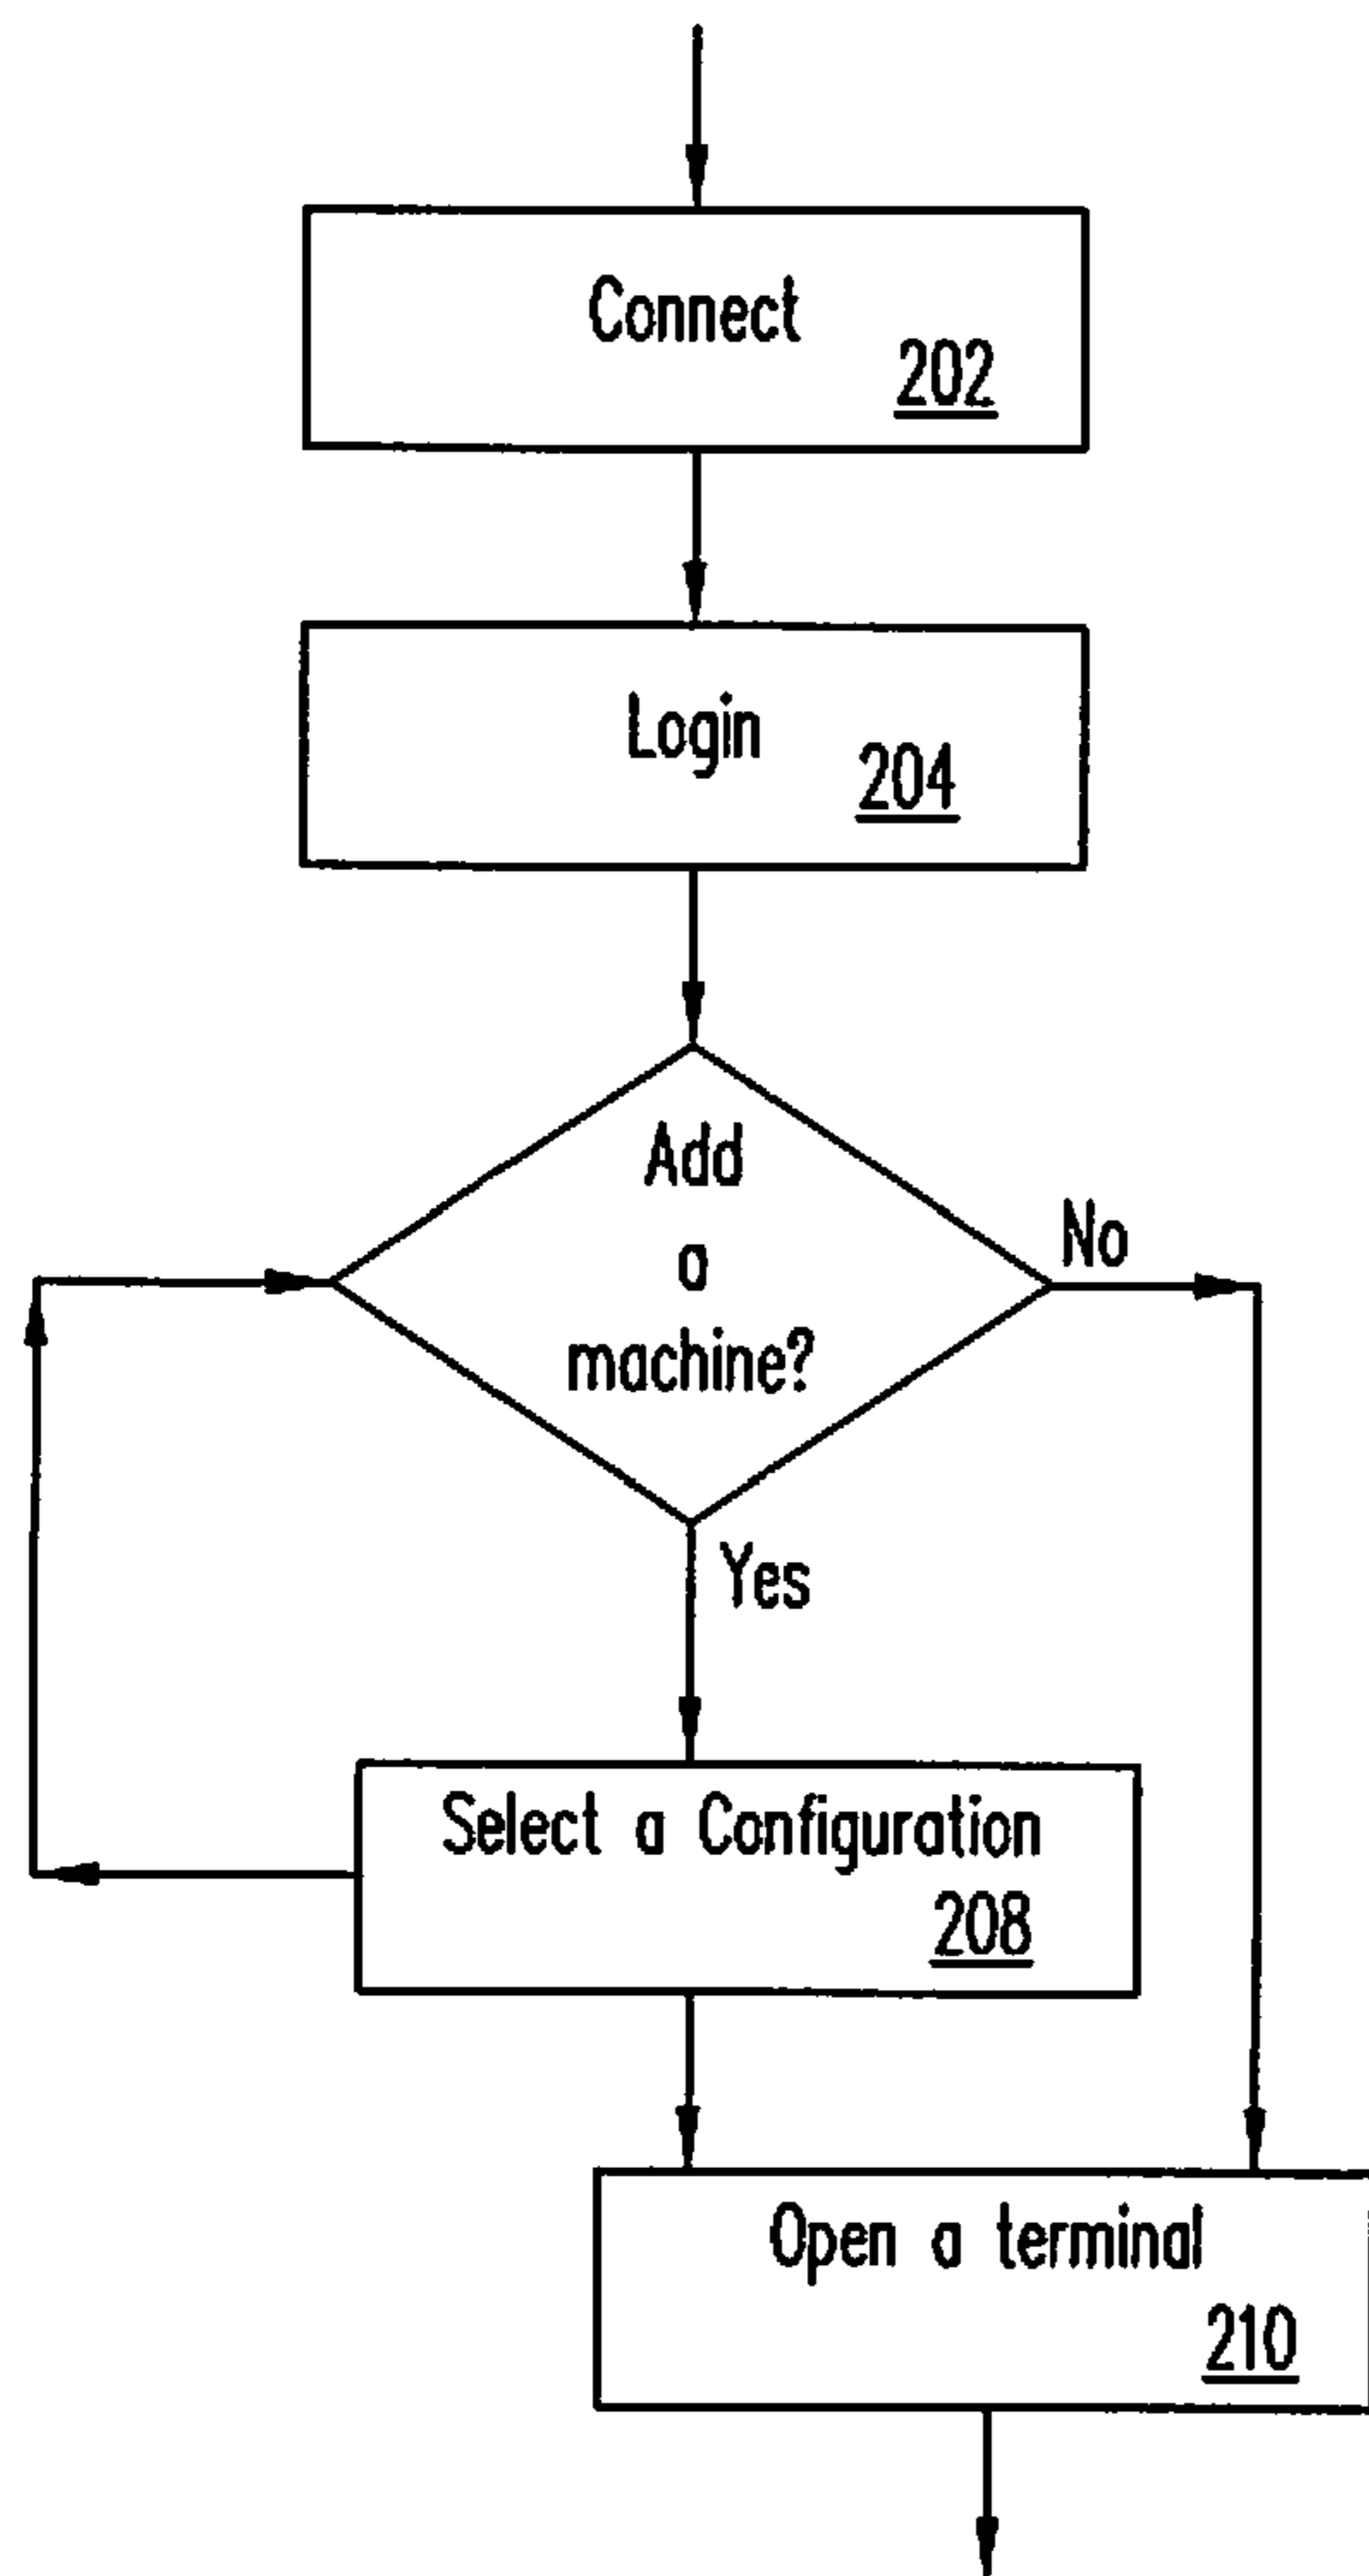 Connect
202
Login
204
Add
a
machine?
No
Yes
Select a Configuration
208
Open a terminal
210